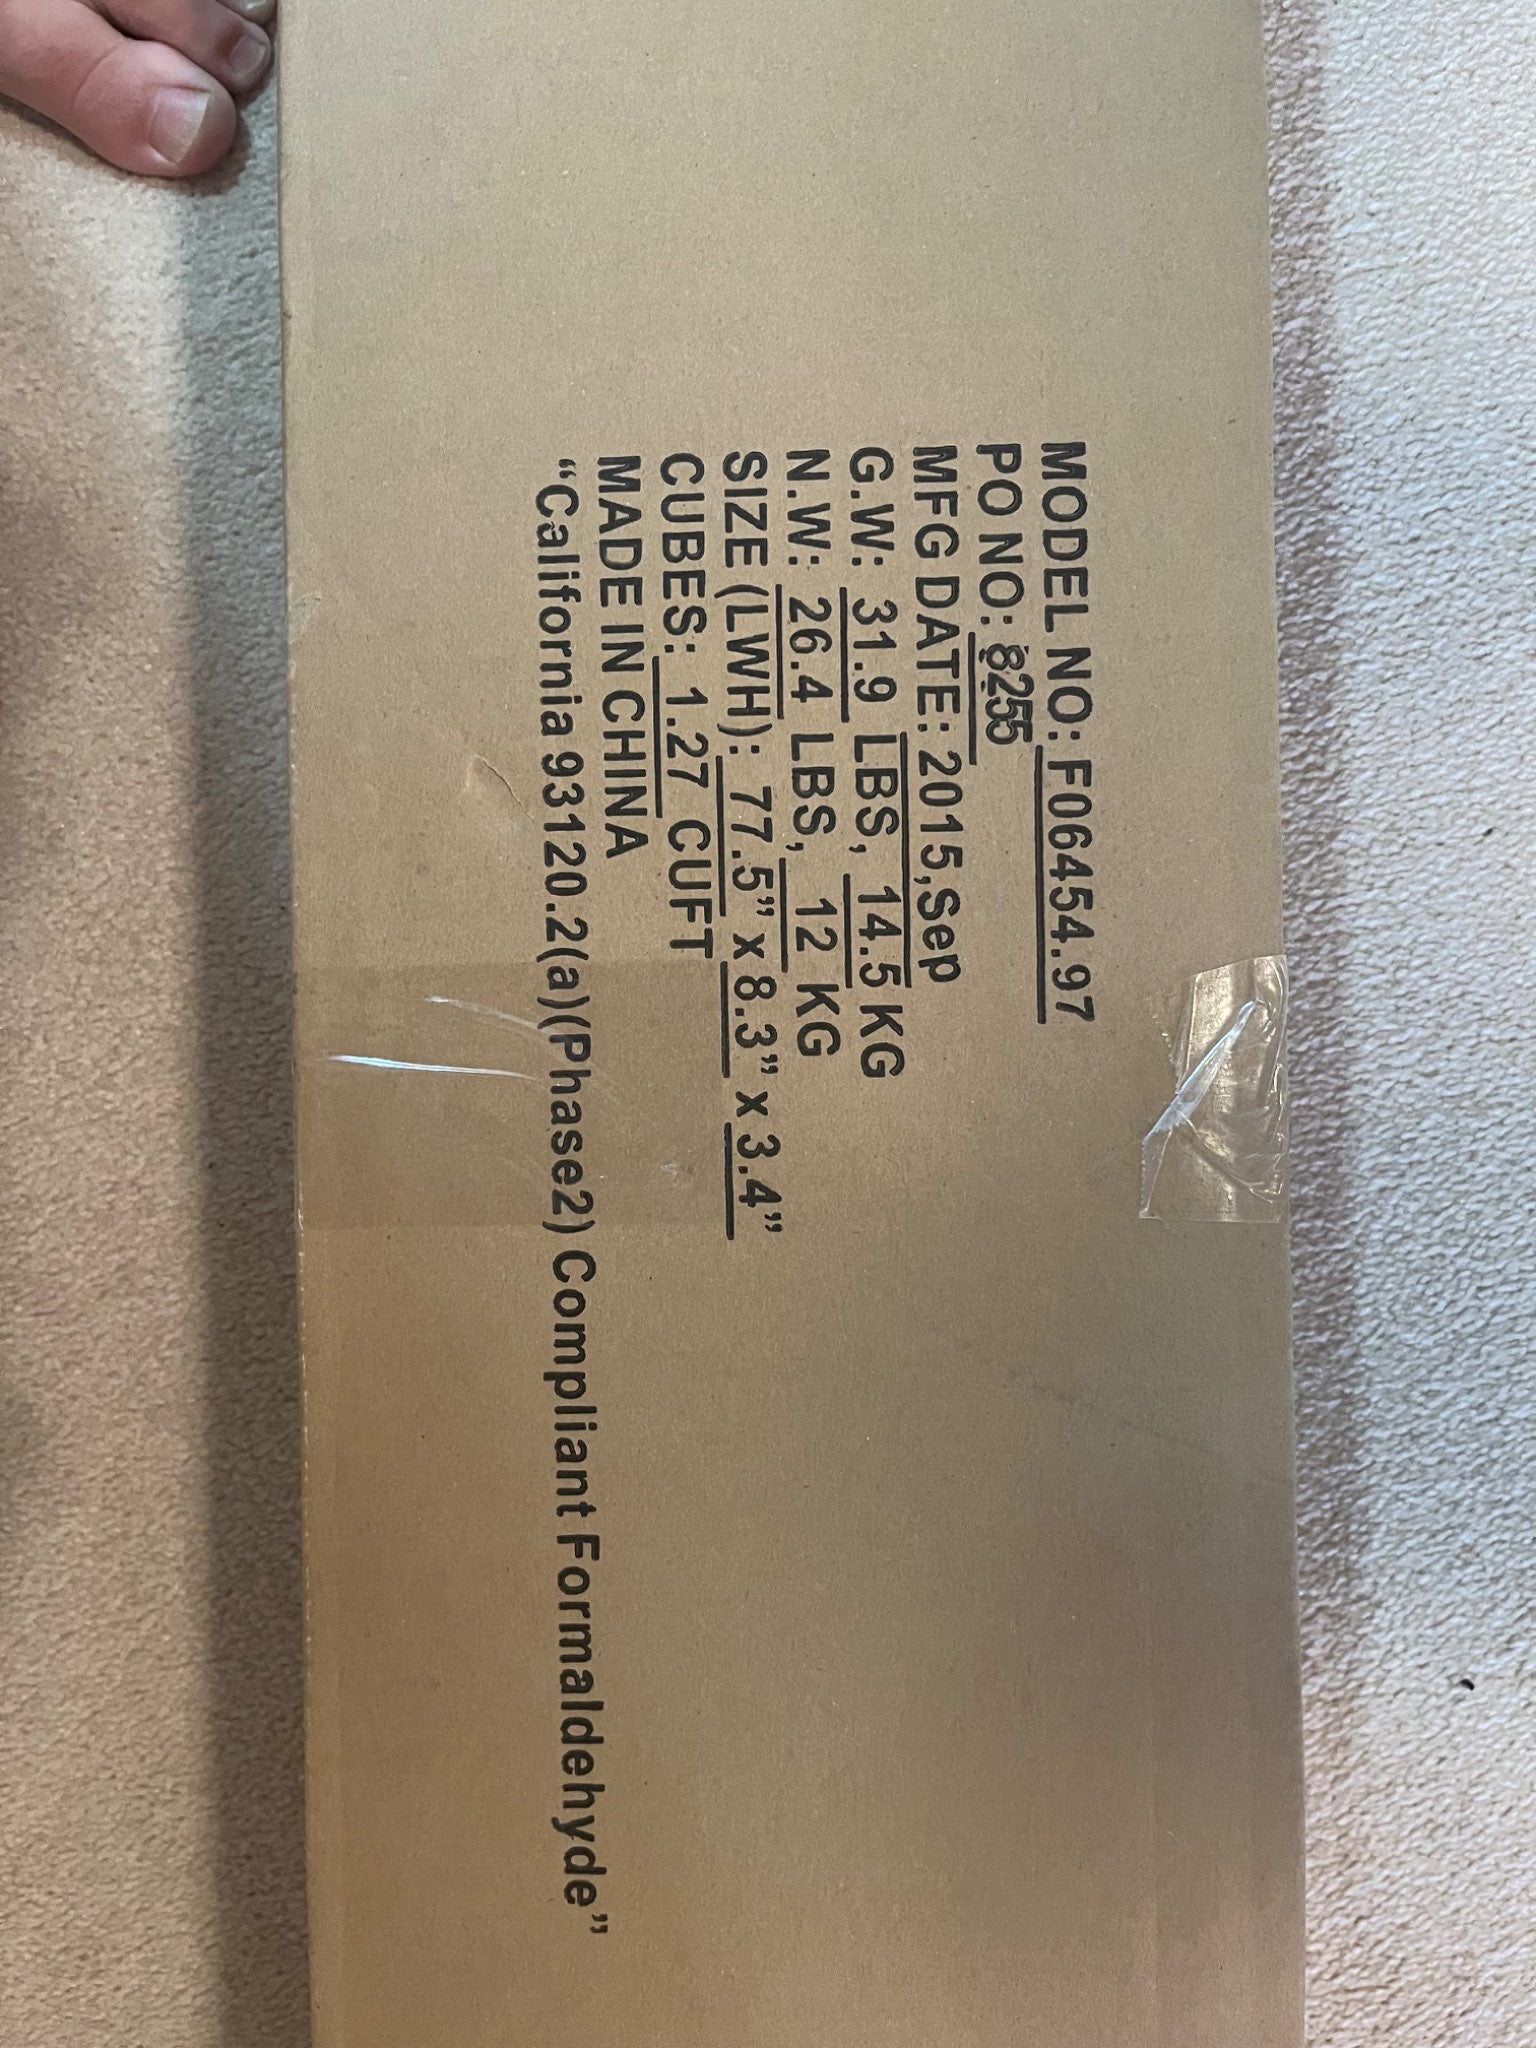 MODEL NO: F06454.97
PO NO: 8255
MFG DATE: 2015,Sep
G.W: 31.9 LBS, 14.5 KG
N.W: 26.4 LBS, 12 KG
SIZE (LWH): 77.5” x 8.3” x 3.4”
CUBES: 1.27 CUFT
MADE IN CHINA
“California 93120.2(a)(Phase2) Compliant Formaldehyde”